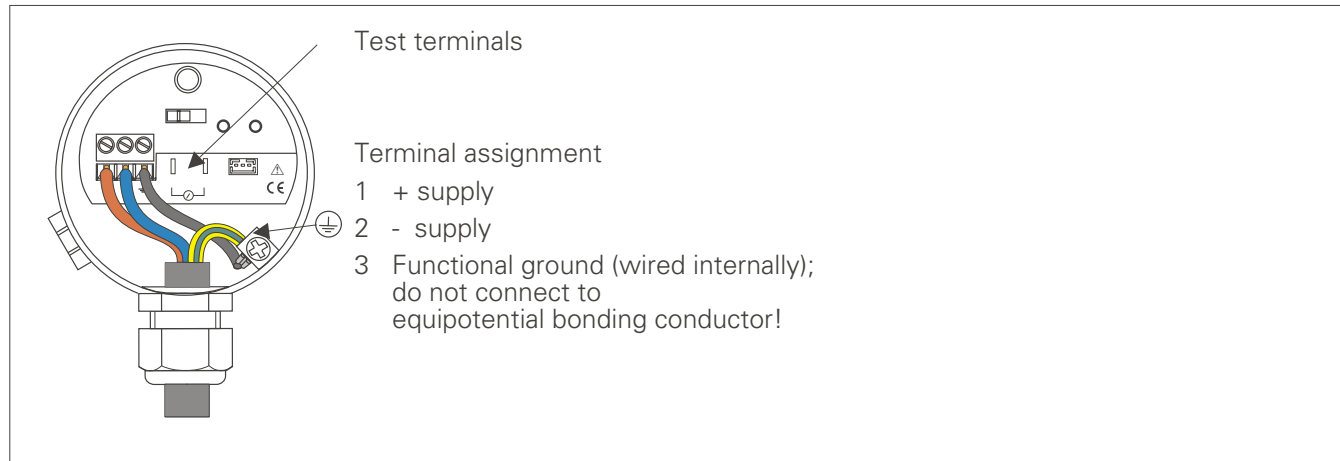 Test terminals
Terminal assignment
1 + supply
2 - supply
3 Functional ground (wired internally);
do not connect to
equipotential bonding conductor!
CE